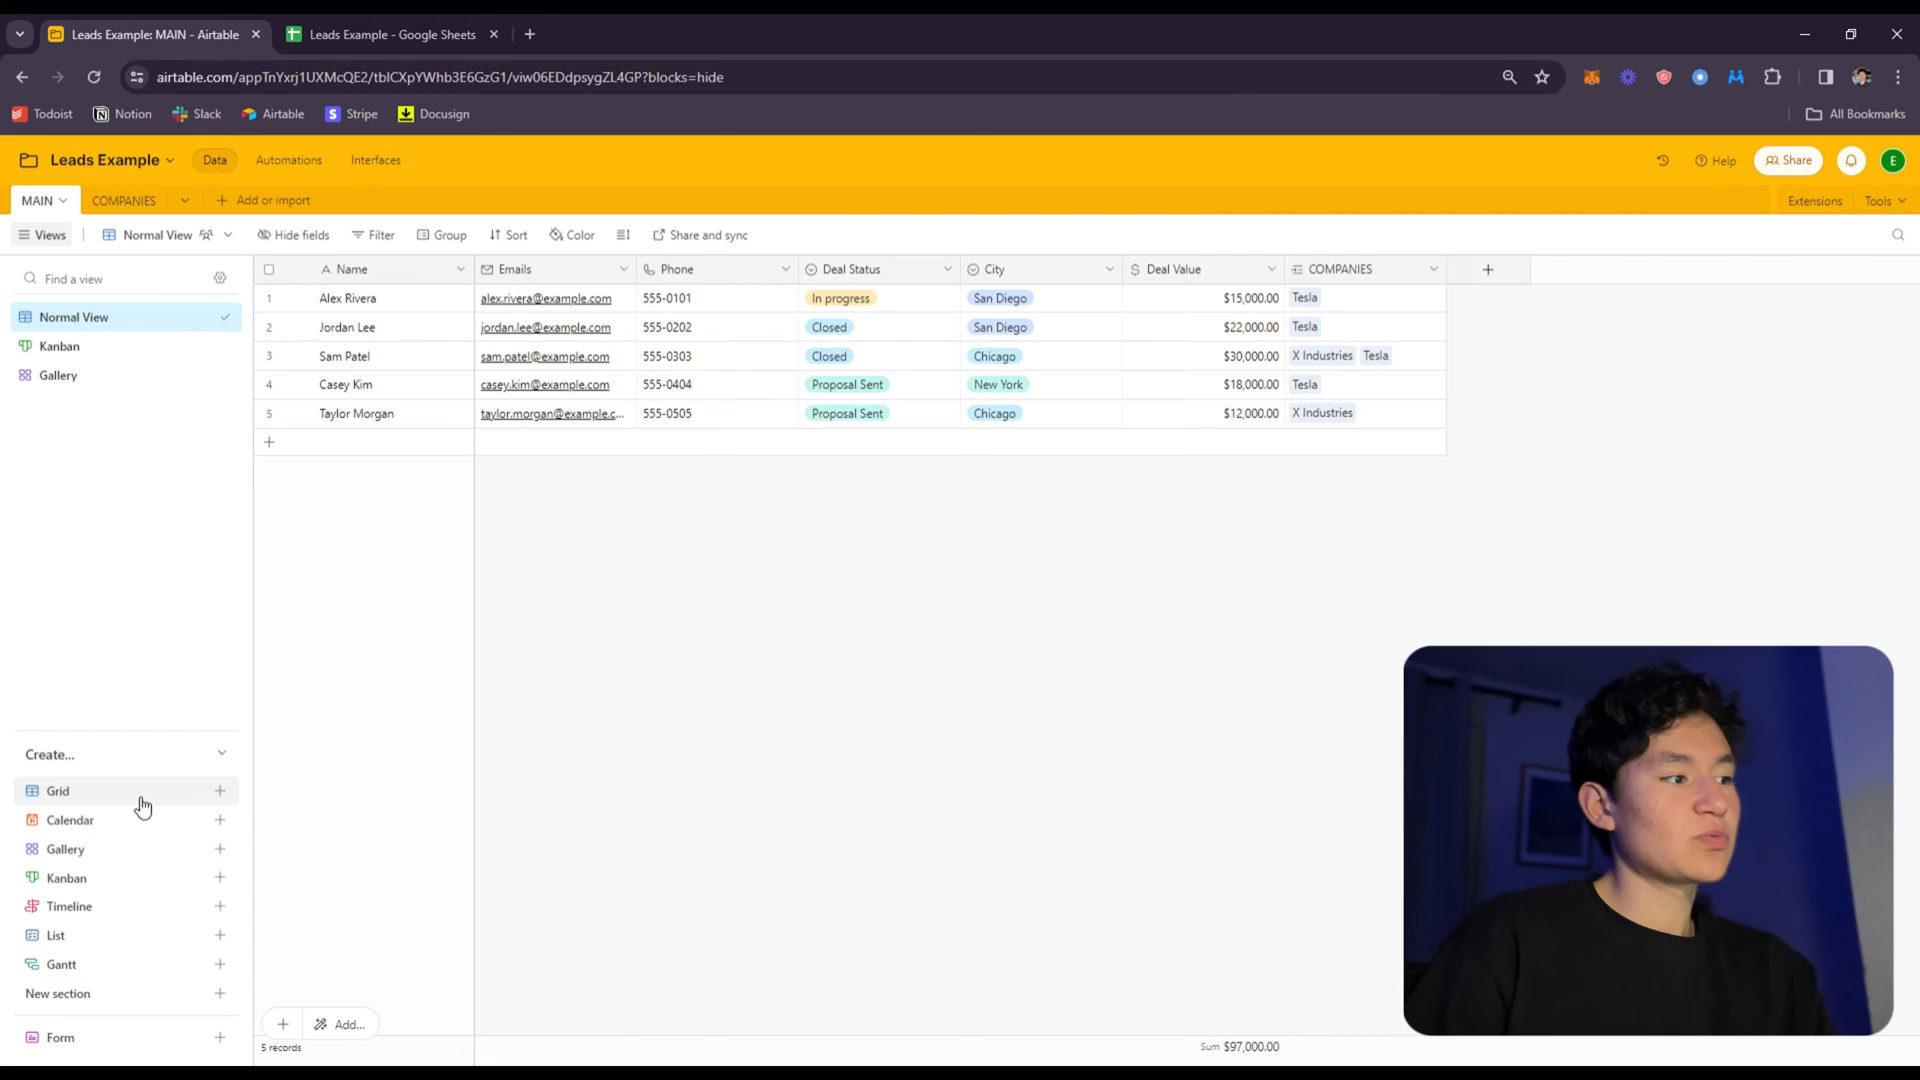 Leads Example: MAIN - Airtable
Leads Example - Google Sheets
airtable.com/appTnYxrj1UXMcQE2/tblCXpYWhb3E6GzG1/viw06EDdpsygZL4GP?blocks=hide
Todoist Notion Slack Airtable Stripe Docusign All Bookmarks
Leads Example Data Automations Interfaces Help Share E
MAIN COMPANIES Add or import Extensions Tools
Views Normal View Hide fields Filter Group Sort Color Share and sync
Find a view
Normal View
Kanban
Gallery
Name Emails Phone Deal Status City Deal Value COMPANIES
1 Alex Rivera alex.rivera@example.com 555-0101 In progress San Diego $15,000.00 Tesla
2 Jordan Lee jordan.lee@example.com 555-0202 Closed San Diego $22,000.00 Tesla
3 Sam Patel sam.patel@example.com 555-0303 Closed Chicago $30,000.00 X Industries Tesla
4 Casey Kim casey.kim@example.com 555-0404 Proposal Sent New York $18,000.00 Tesla
5 Taylor Morgan taylor.morgan@example.c... 555-0505 Proposal Sent Chicago $12,000.00 X Industries
Create...
Grid
Calendar
Gallery
Kanban
Timeline
List
Gantt
New section
Form
Add...
5 records
Sum $97,000.00